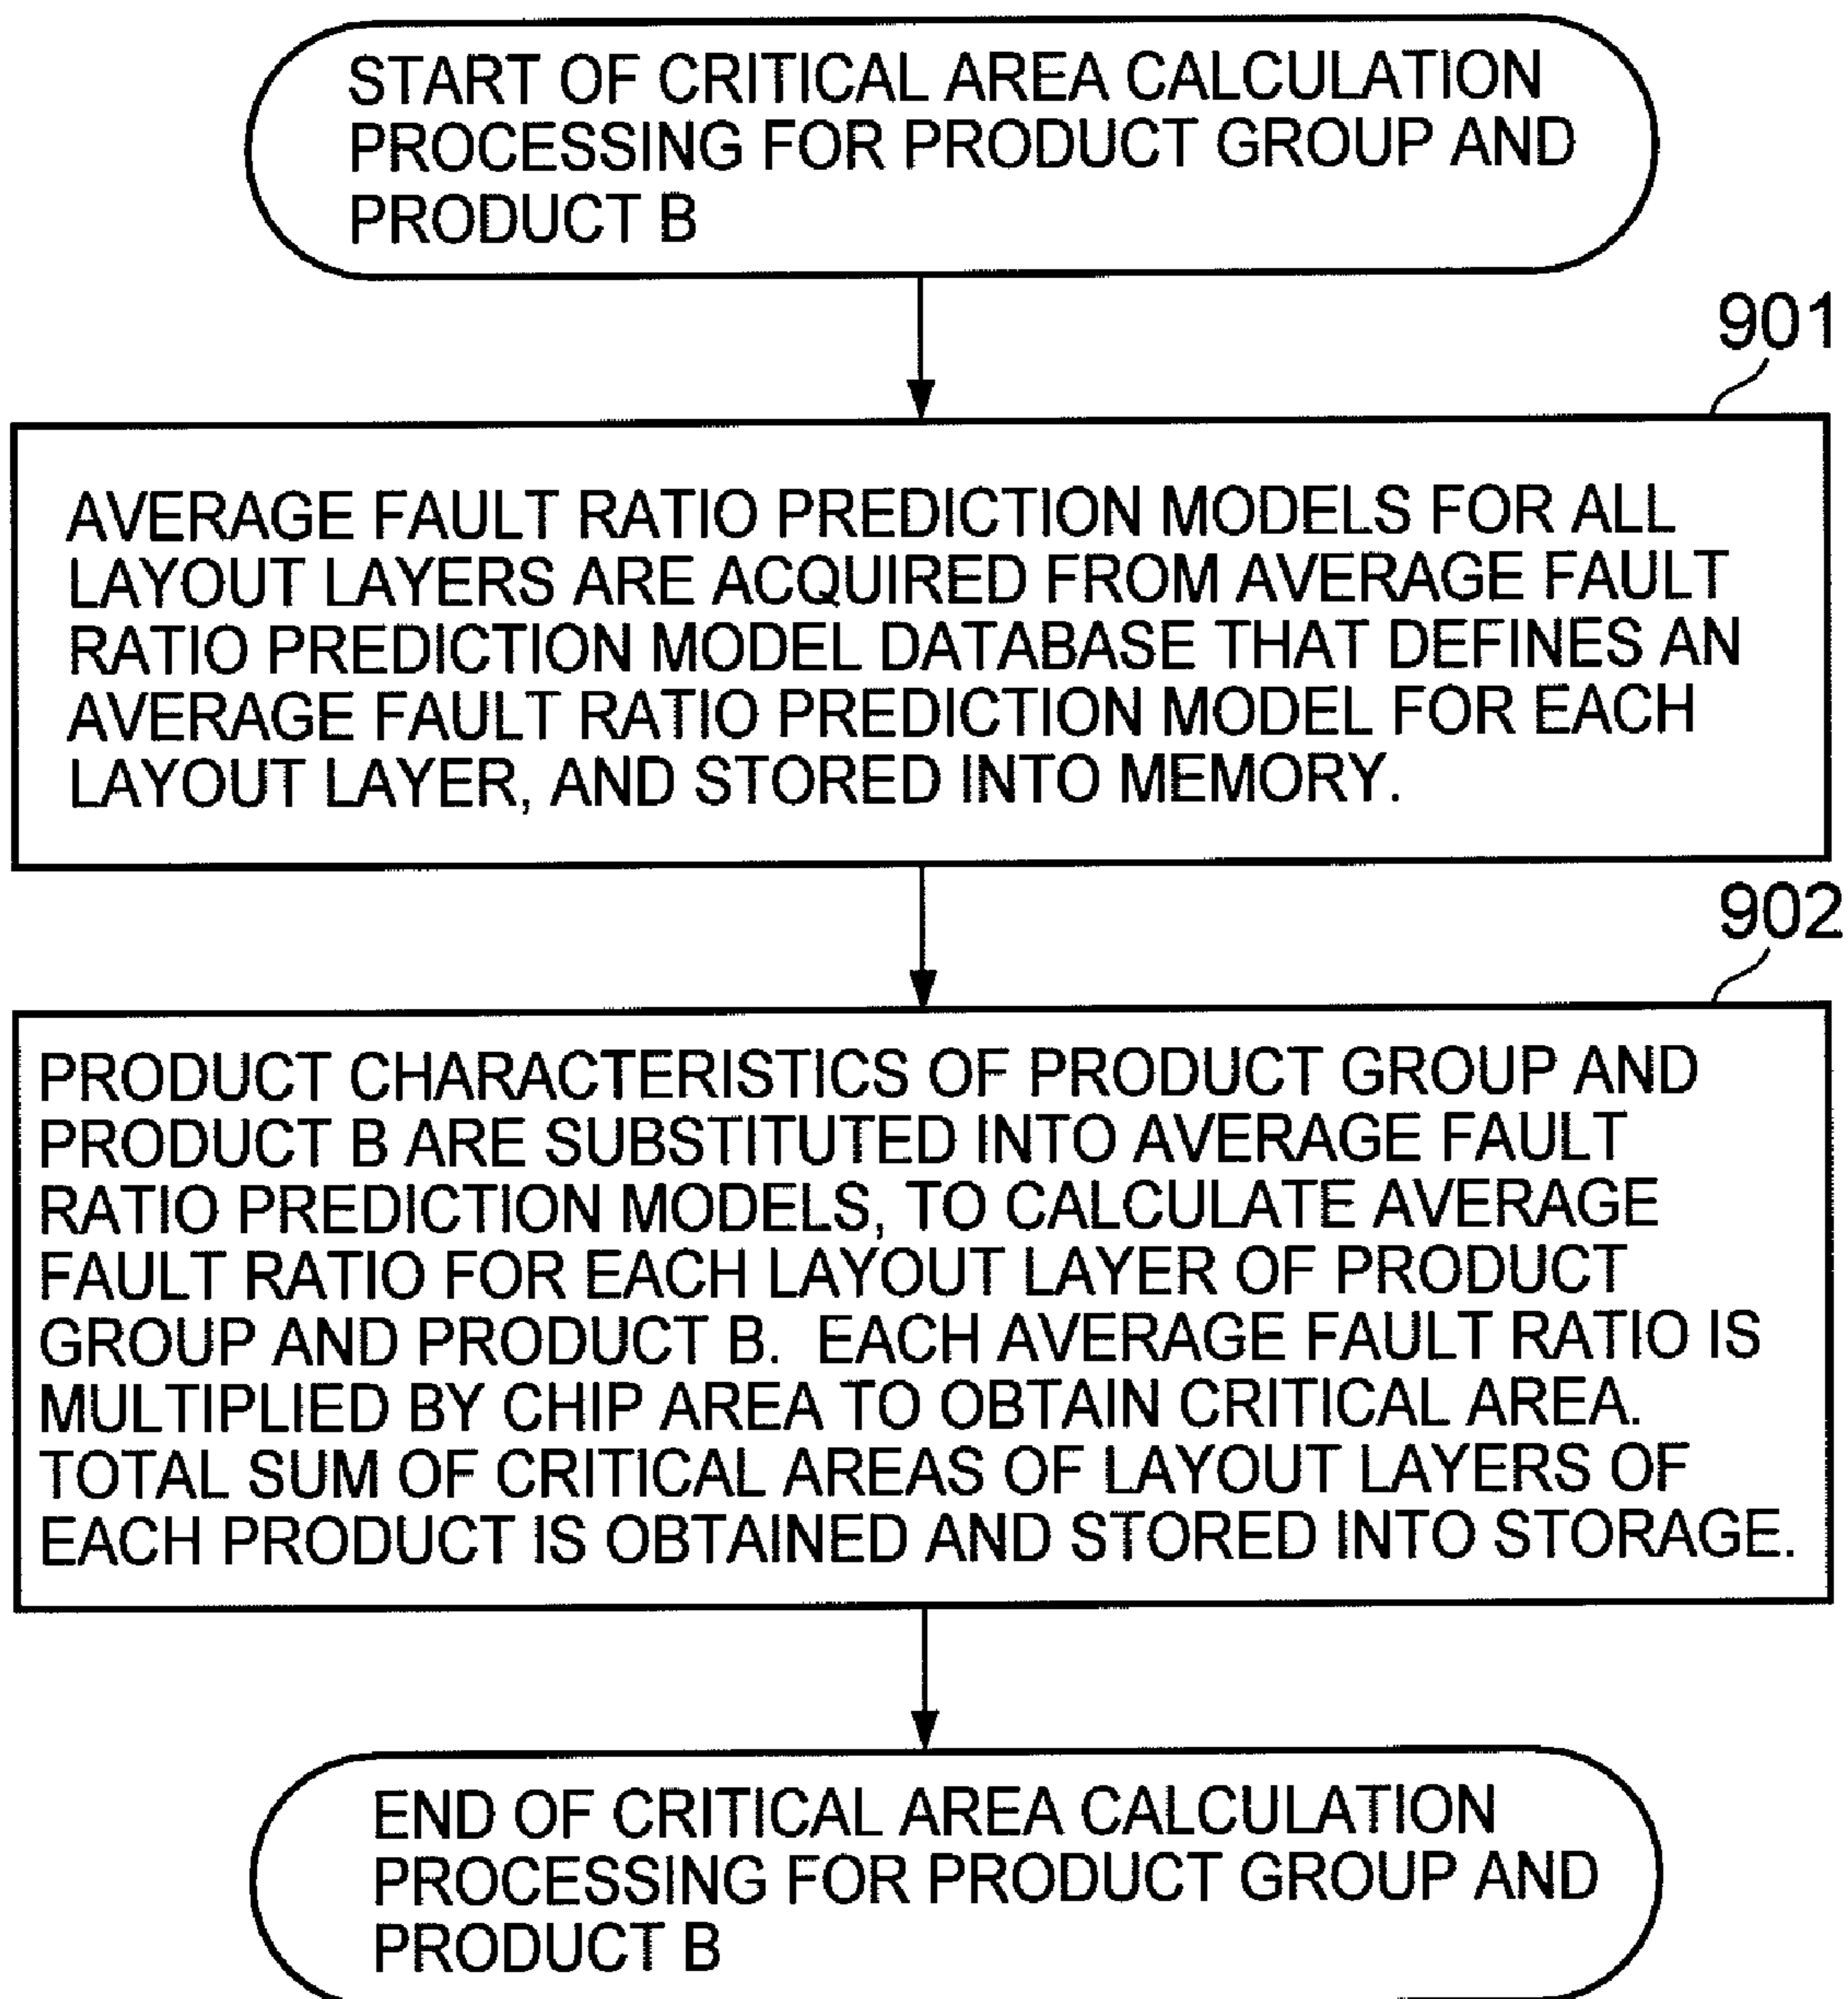 START OF CRITICAL AREA CALCULATION
PROCESSING FOR PRODUCT GROUP AND
PRODUCT B
901
AVERAGE FAULT RATIO PREDICTION MODELS FOR ALL
LAYOUT LAYERS ARE ACQUIRED FROM AVERAGE FAULT
RATIO PREDICTION MODEL DATABASE THAT DEFINES AN
AVERAGE FAULT RATIO PREDICTION MODEL FOR EACH
LAYOUT LAYER, AND STORED INTO MEMORY.
902
PRODUCT CHARACTERISTICS OF PRODUCT GROUP AND
PRODUCT B ARE SUBSTITUTED INTO AVERAGE FAULT
RATIO PREDICTION MODELS, TO CALCULATE AVERAGE
FAULT RATIO FOR EACH LAYOUT LAYER OF PRODUCT
GROUP AND PRODUCT B. EACH AVERAGE FAULT RATIO IS
MULTIPLIED BY CHIP AREA TO OBTAIN CRITICAL AREA.
TOTAL SUM OF CRITICAL AREAS OF LAYOUT LAYERS OF
EACH PRODUCT IS OBTAINED AND STORED INTO STORAGE.
END OF CRITICAL AREA CALCULATION
PROCESSING FOR PRODUCT GROUP AND
PRODUCT B